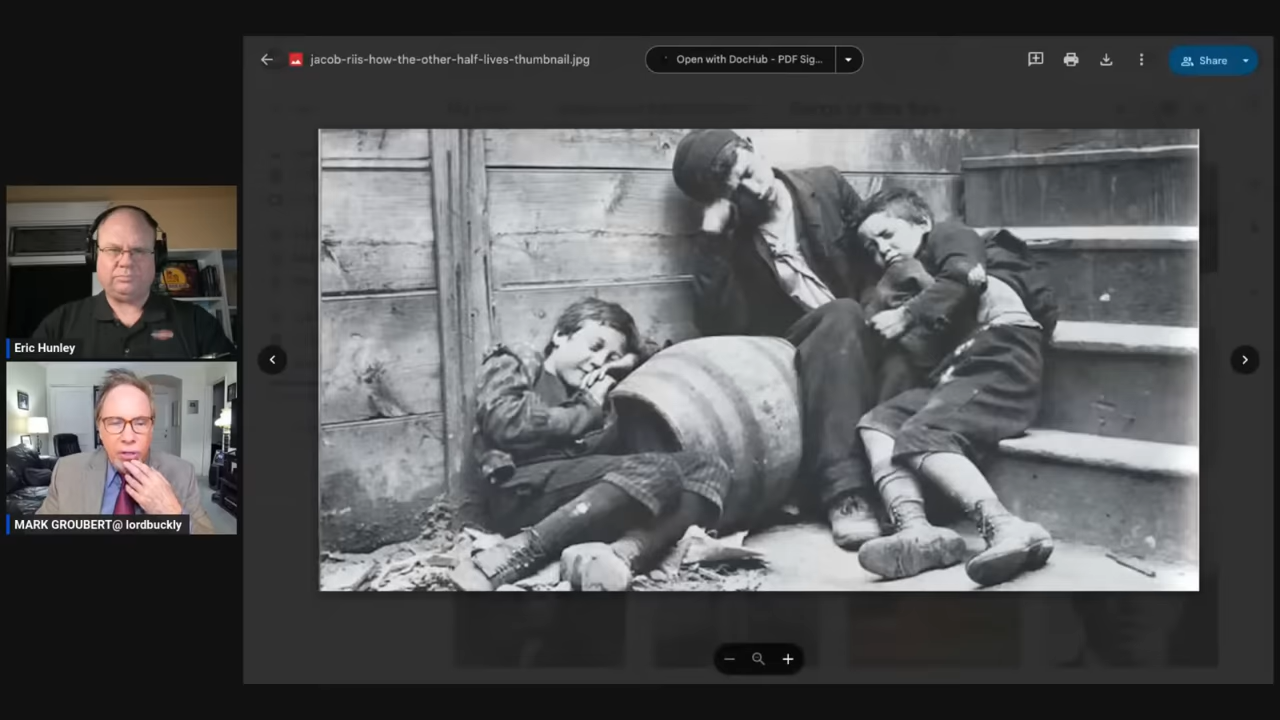 jacob-riis-how-the-other-half-lives-thumbnail.jpg
Open with DocHub - PDF Sig...
Share
Eric Hunley
MARK GROUBERT@ lordbuckly